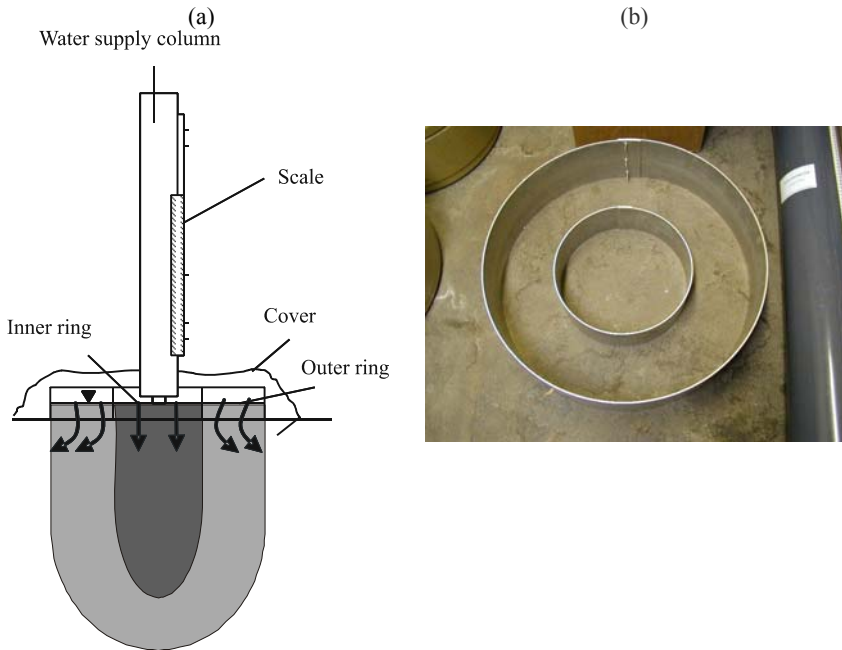 (a)
(b)
Water supply column
Scale
Inner ring
Cover
Outer ring